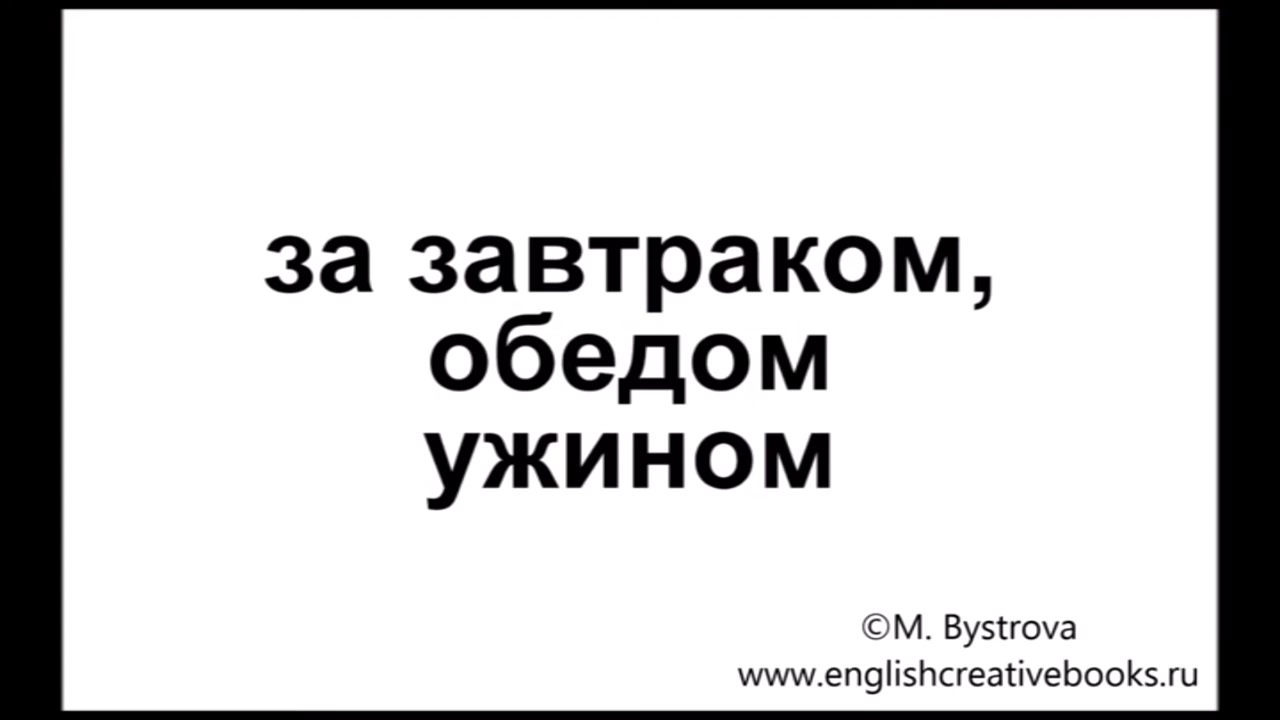 за завтраком,
обедом
ужином
©M. Bystrova
www.englishcreativebooks.ru